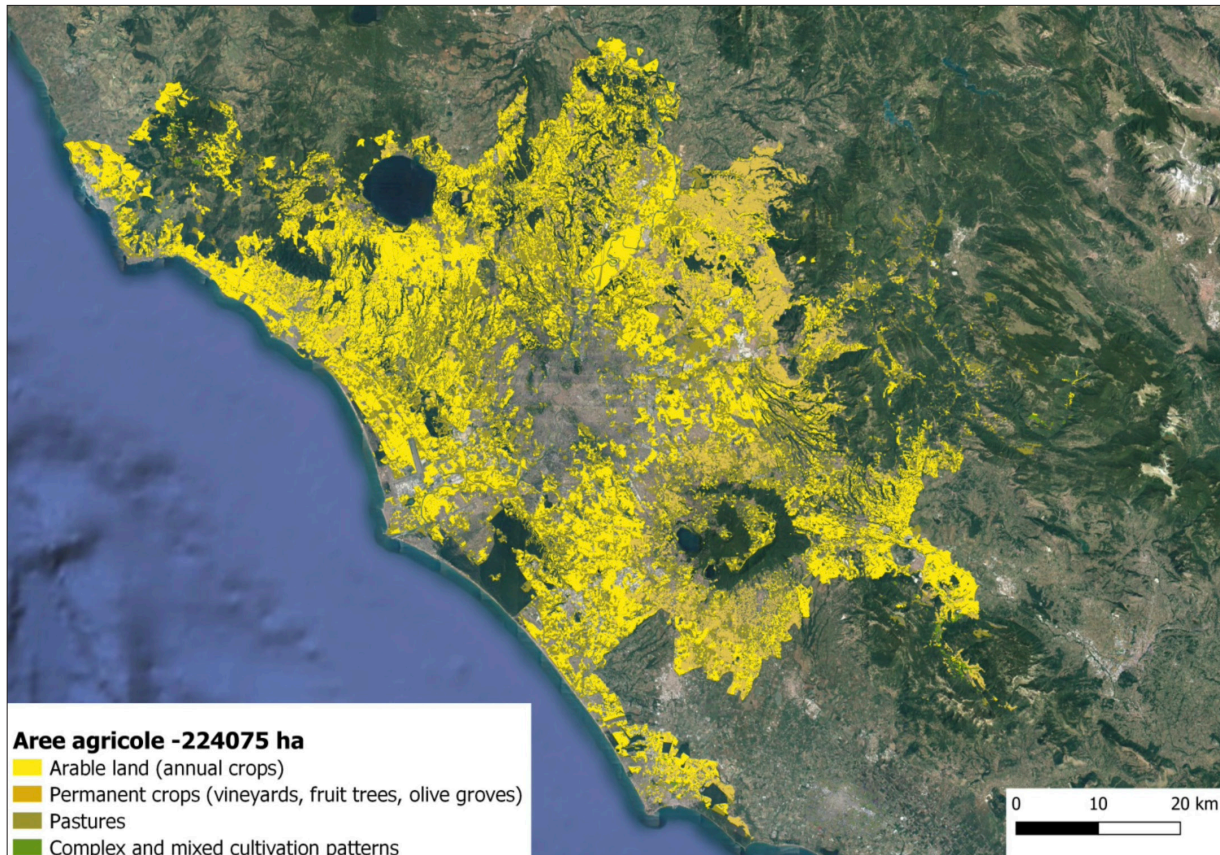 Aree agricole -224075 ha
Arable land (annual crops)
Permanent crops (vineyards, fruit trees, olive groves)
Pastures
Complex and mixed cultivation patterns
0 10 20 km